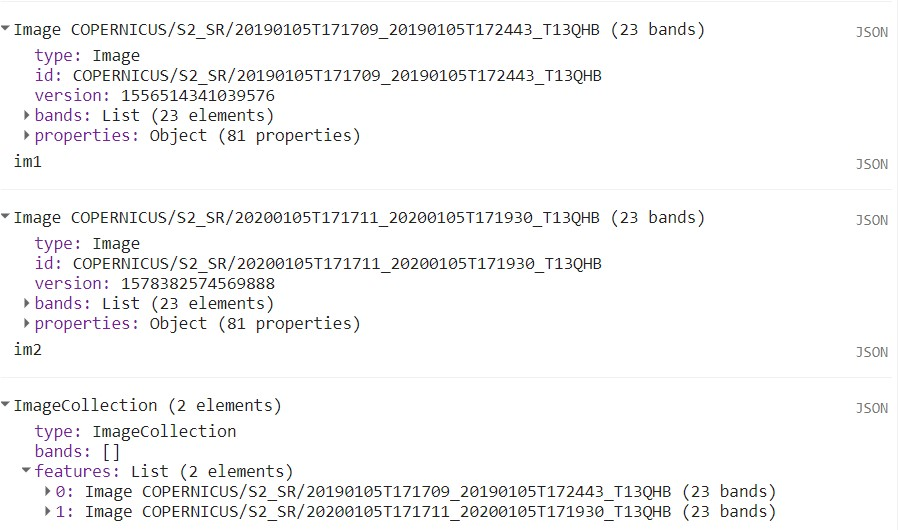 Image COPERNICUS/S2_SR/20190105T171709_20190105T172443_T13QHB (23 bands) JSON
type: Image
id: COPERNICUS/S2_SR/20190105T171709_20190105T172443_T13QHB
version: 1556514341039576
bands: List (23 elements)
properties: Object (81 properties)
im1 JSON
Image COPERNICUS/S2_SR/20200105T171711_20200105T171930_T13QHB (23 bands) JSON
type: Image
id: COPERNICUS/S2_SR/20200105T171711_20200105T171930_T13QHB
version: 1578382574569888
bands: List (23 elements)
properties: Object (81 properties)
im2 JSON
ImageCollection (2 elements) JSON
type: ImageCollection
bands: []
features: List (2 elements)
0: Image COPERNICUS/S2_SR/20190105T171709_20190105T172443_T13QHB (23 bands)
1: Image COPERNICUS/S2_SR/20200105T171711_20200105T171930_T13QHB (23 bands)